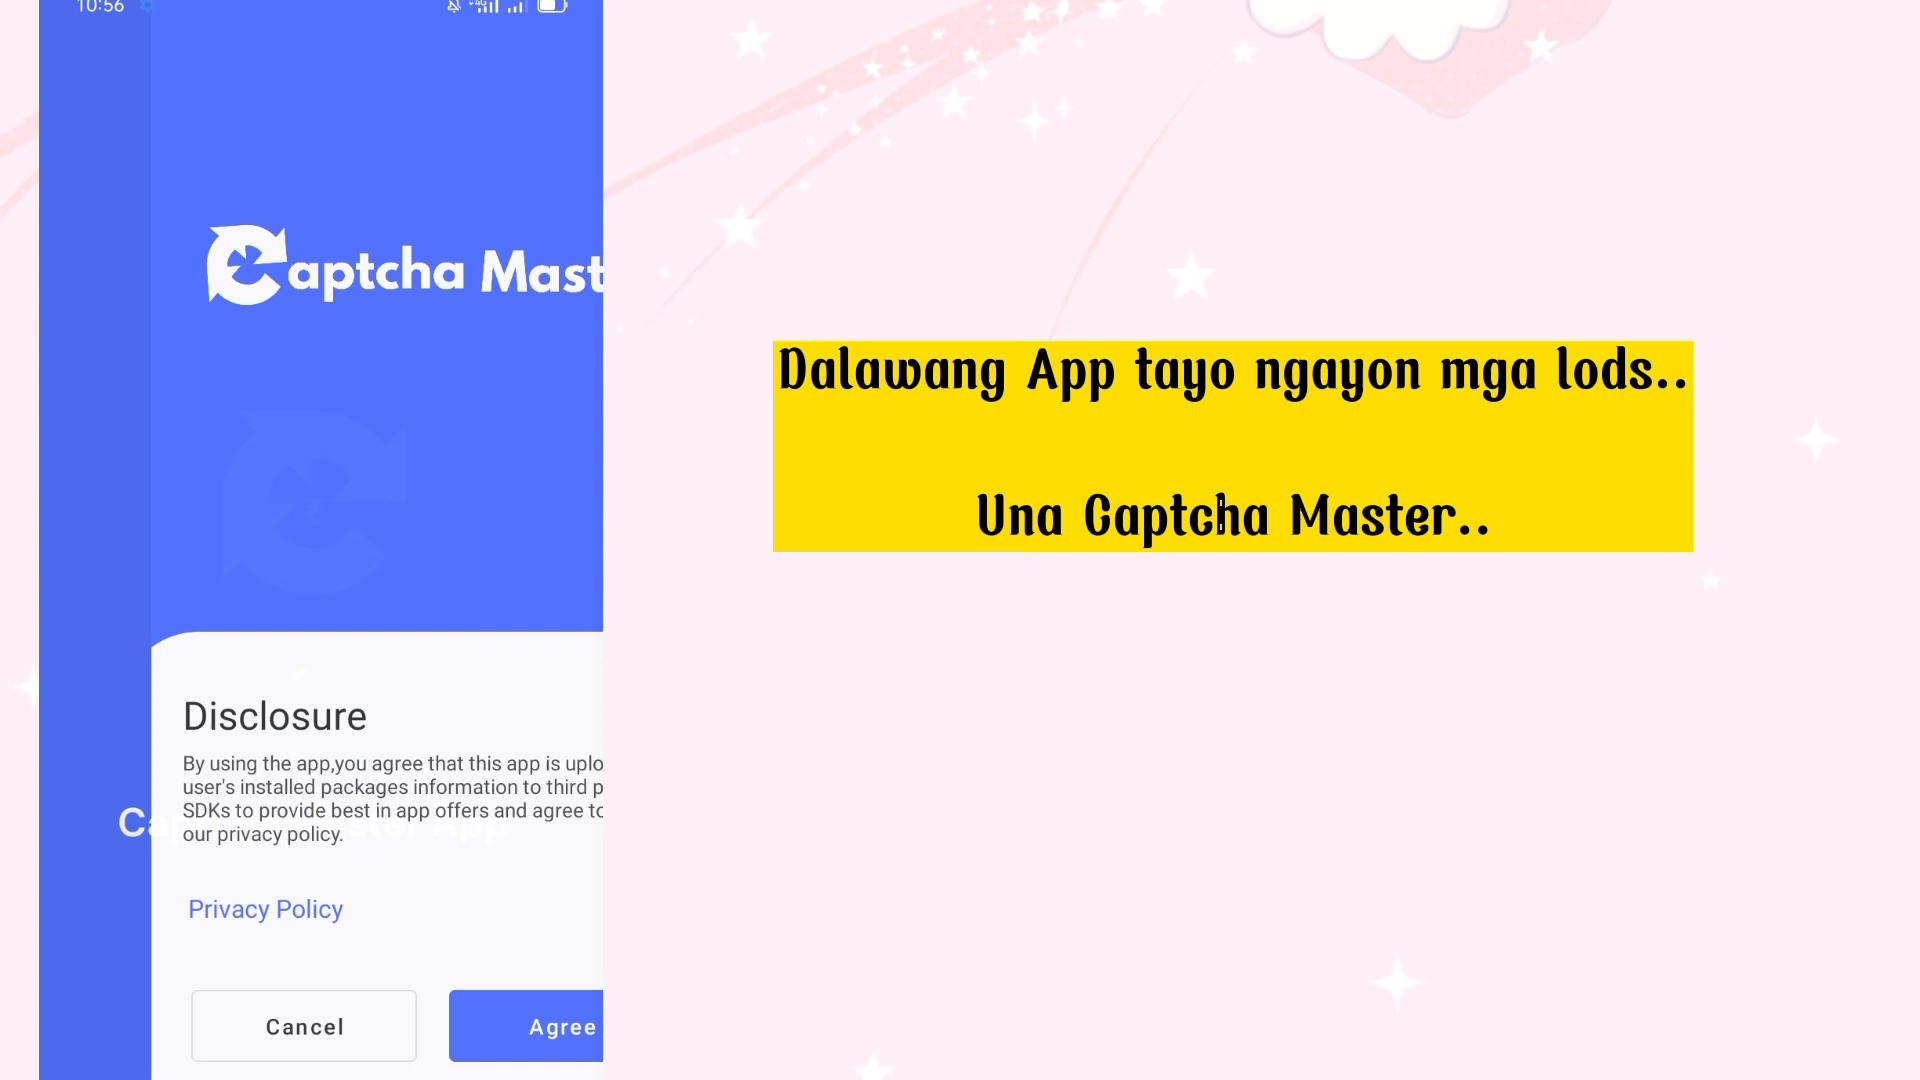 10:56
Captcha Mast
Dalawang App tayo ngayon mga lods..
Una Captcha Master..
Disclosure
By using the app,you agree that this app is uplo
user's installed packages information to third p
SDKs to provide best in app offers and agree to
our privacy policy.
Privacy Policy
Cancel
Agree